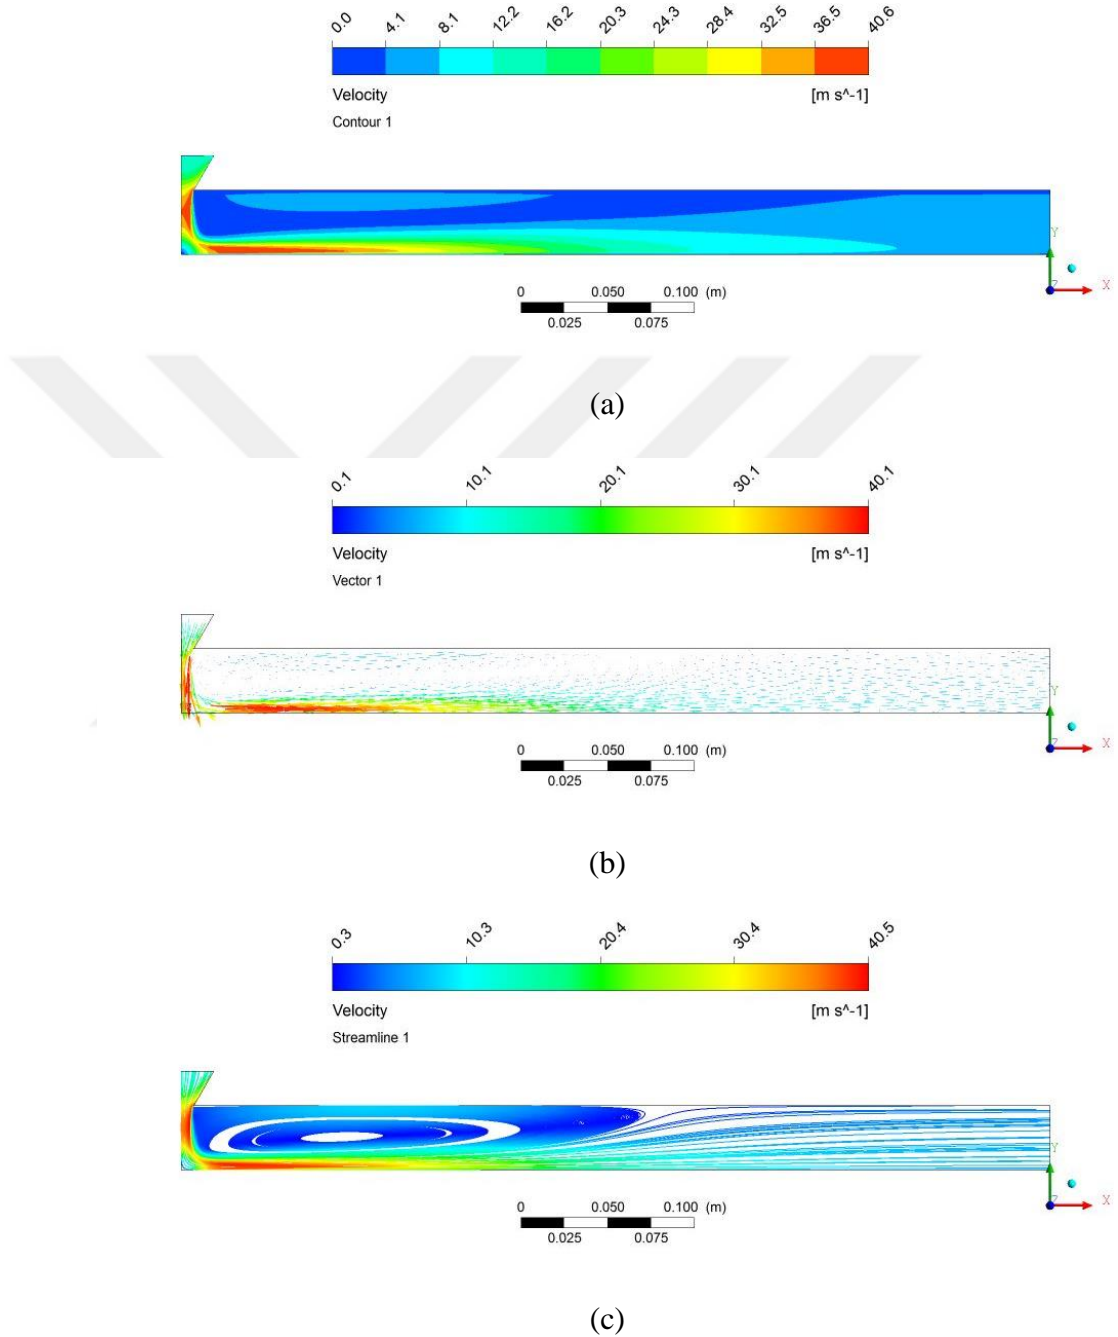 0.0 4.1 8.1 12.2 16.2 20.3 24.3 28.4 32.5 36.5 40.6
Velocity [m s^-1]
Contour 1
Y
X
Z
0 0.050 0.100 (m)
0.025 0.075
(a)
0.1 10.1 20.1 30.1 40.1
Velocity [m s^-1]
Vector 1
Y
X
Z
0 0.050 0.100 (m)
0.025 0.075
(b)
0.3 10.3 20.4 30.4 40.5
Velocity [m s^-1]
Streamline 1
Y
X
Z
0 0.050 0.100 (m)
0.025 0.075
(c)